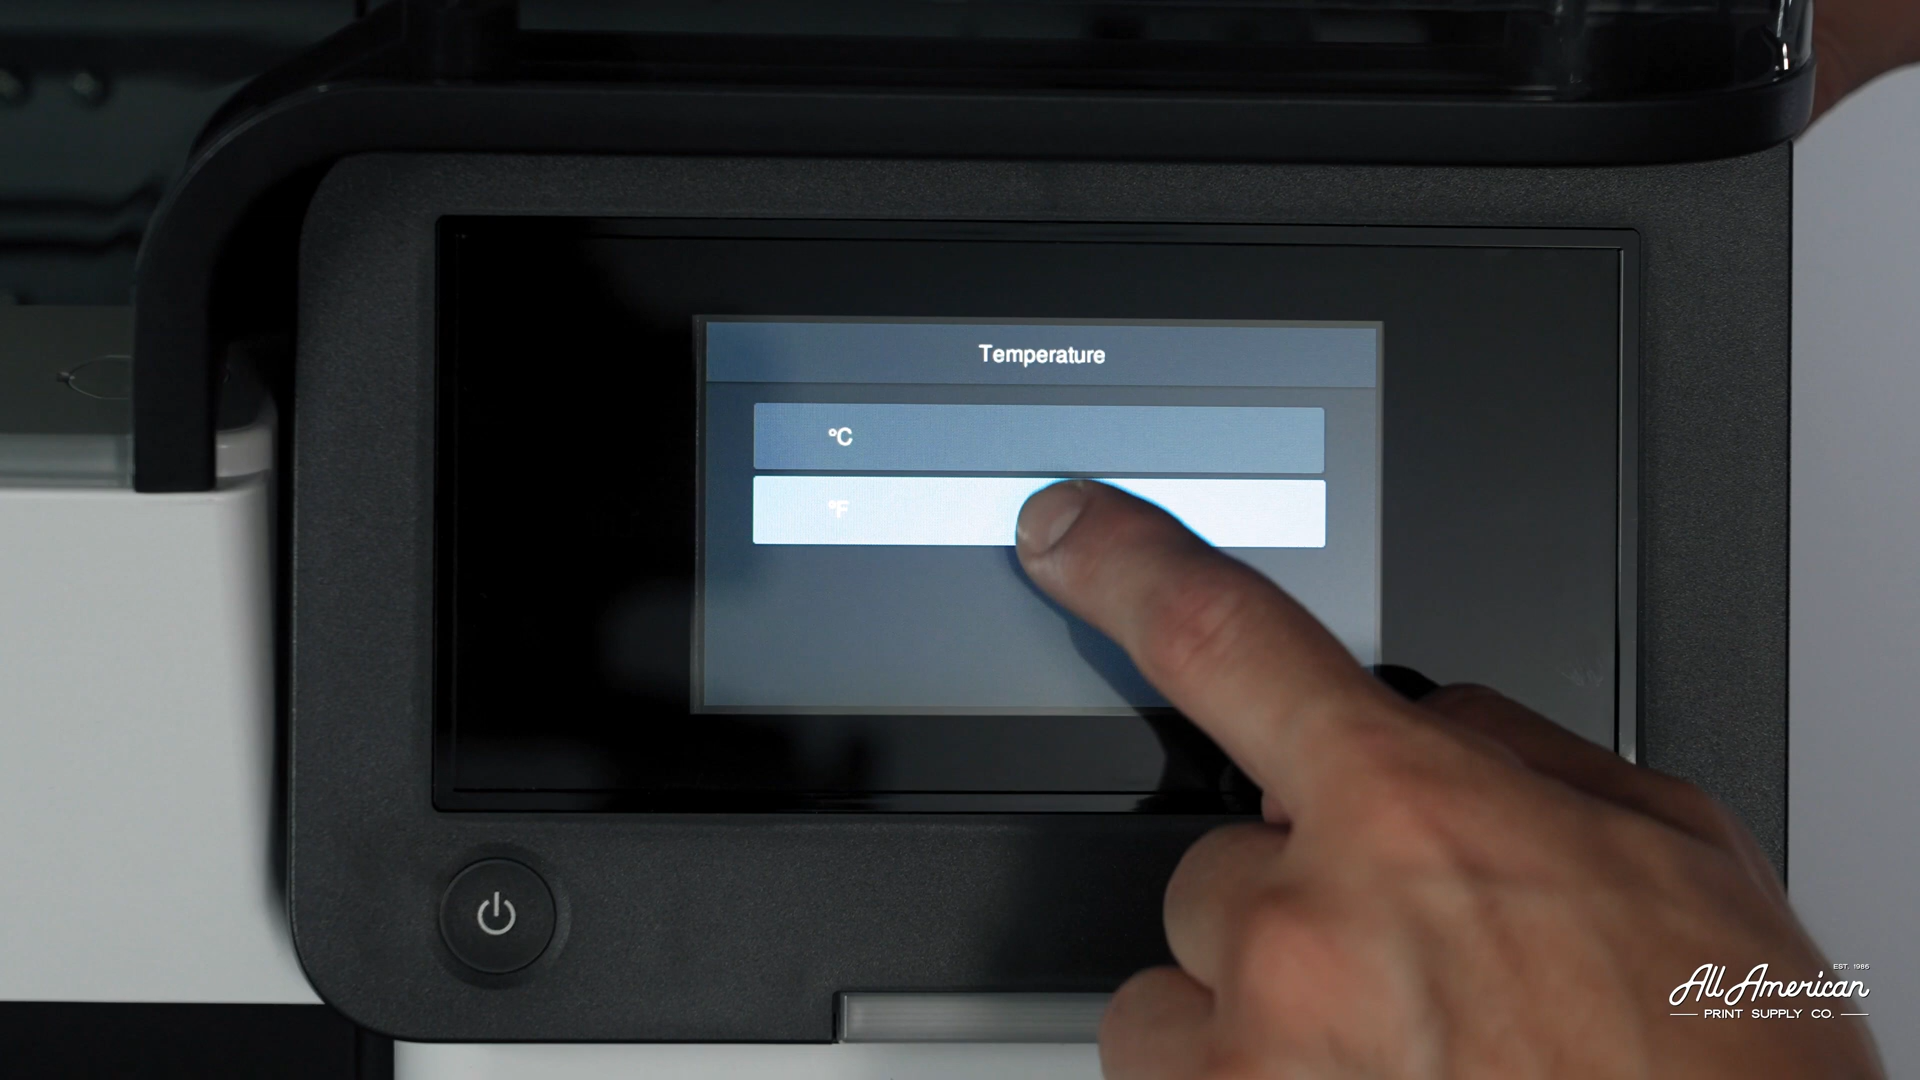 Temperature
°C
°F
EST. 1986
All American
PRINT SUPPLY CO.